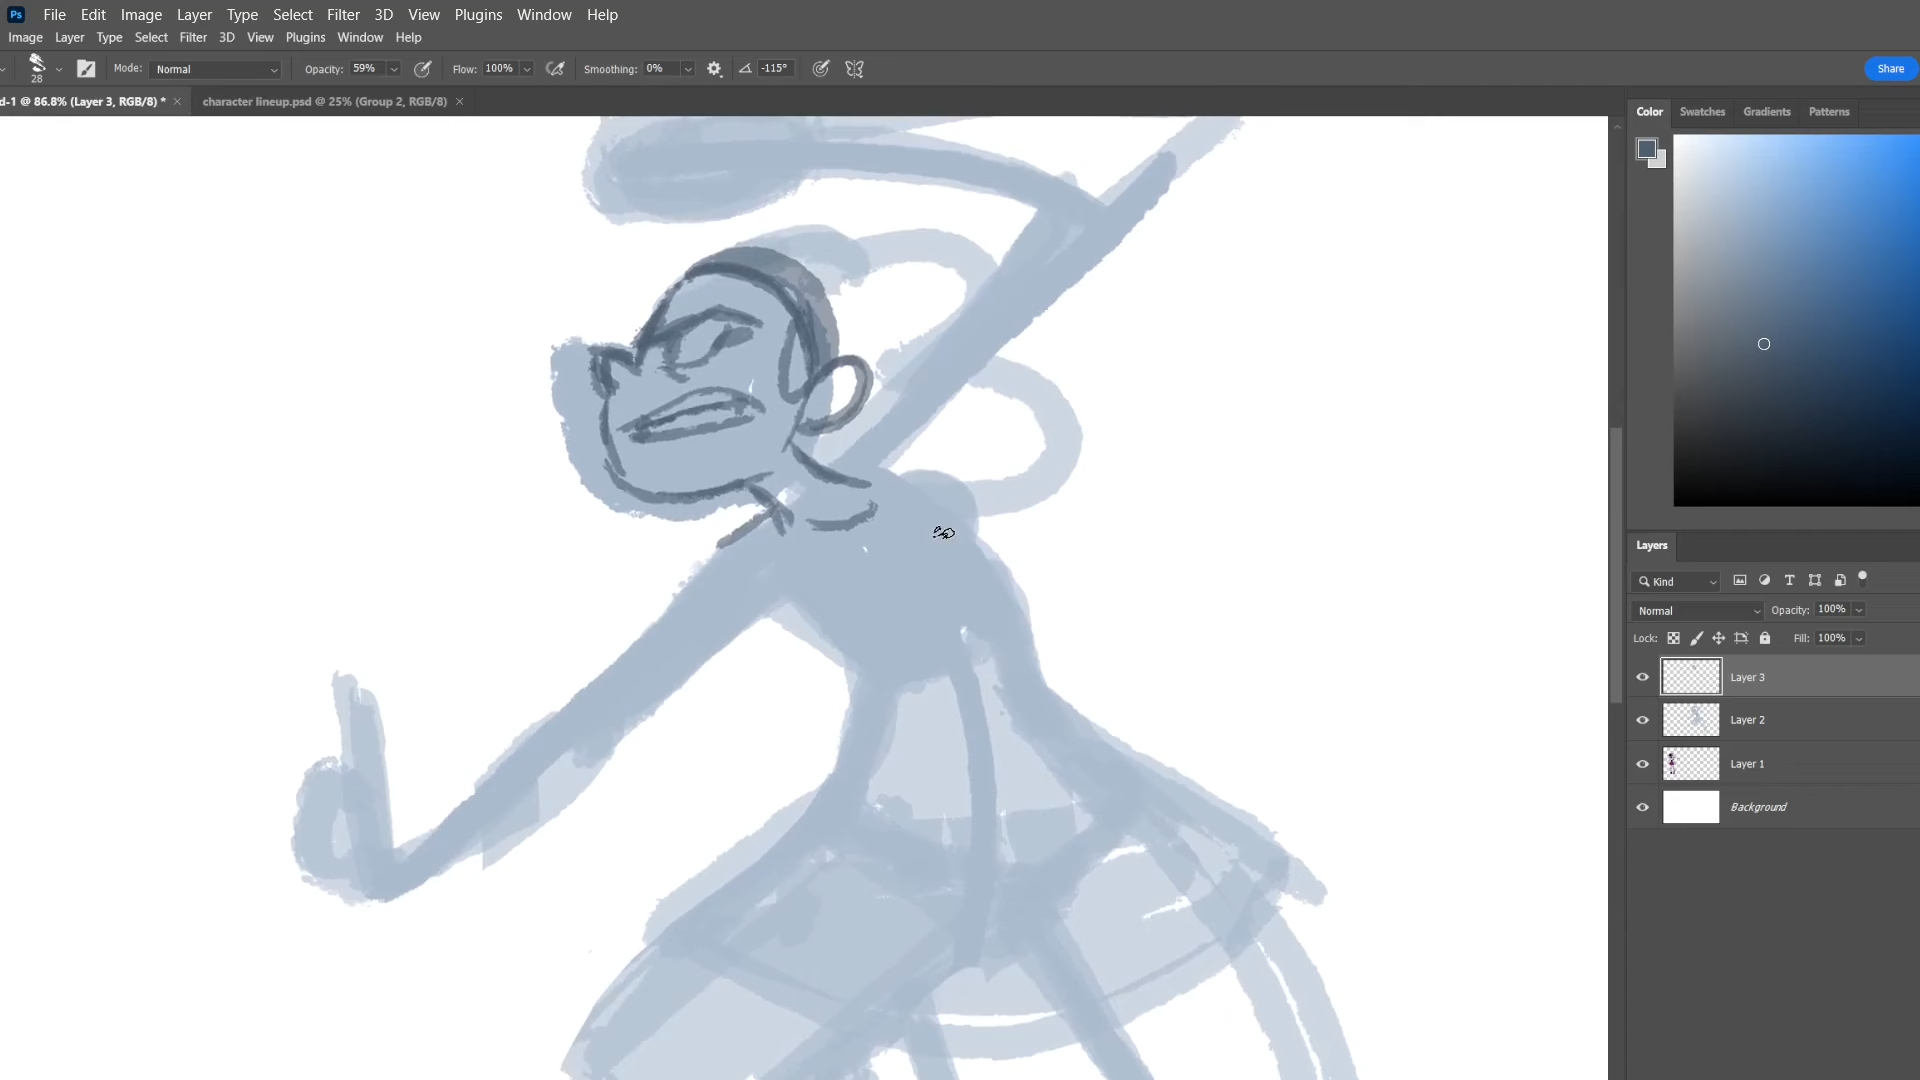 Ps File Edit Image Layer Type Select Filter 3D View Plugins Window Help
Image Layer Type Select Filter 3D View Plugins Window Help
28 Mode: Normal Opacity: 59% Flow: 100% Smoothing: 0% -115° Share
d-1 @ 86.8% (Layer 3, RGB/8) * × character lineup.psd @ 25% (Group 2, RGB/8) ×
Color Swatches Gradients Patterns
Layers
Kind
Normal Opacity: 100%
Lock: Fill: 100%
Layer 3
Layer 2
Layer 1
Background